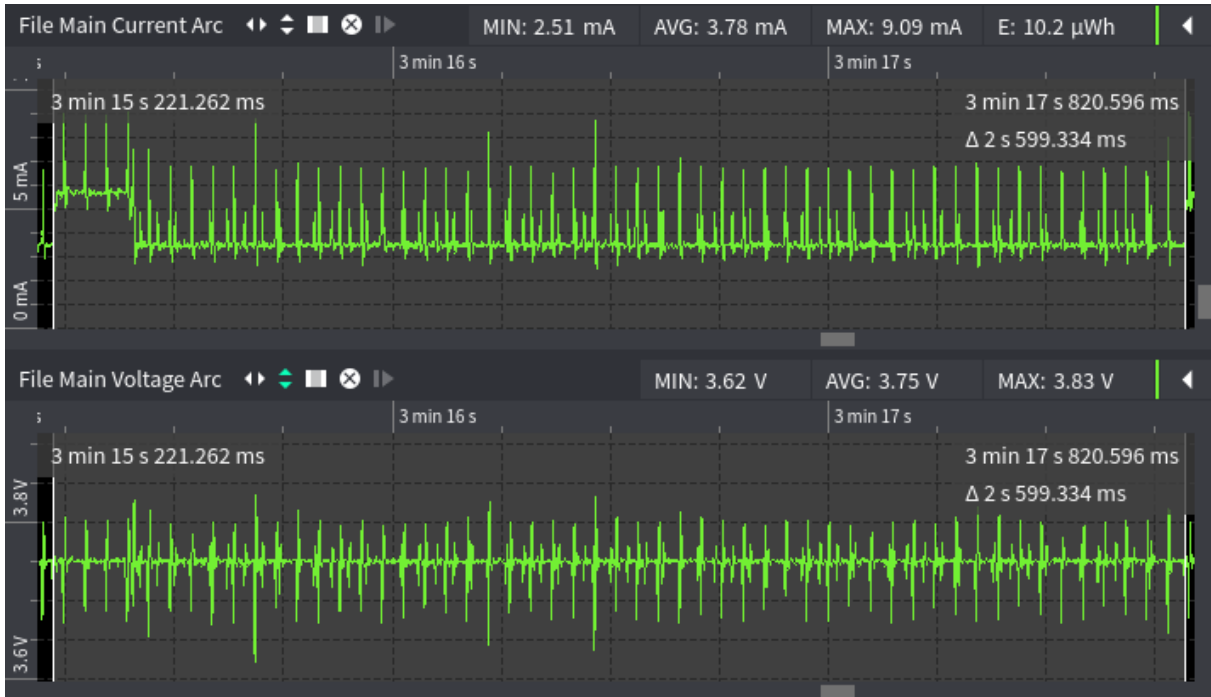 File Main Current Arc MIN: 2.51 mA AVG: 3.78 mA MAX: 9.09 mA E: 10.2 µWh
s 3 min 16 s 3 min 17 s
3 min 15 s 221.262 ms 3 min 17 s 820.596 ms
Δ 2 s 599.334 ms
5 mA
0 mA
File Main Voltage Arc MIN: 3.62 V AVG: 3.75 V MAX: 3.83 V
s 3 min 16 s 3 min 17 s
3 min 15 s 221.262 ms 3 min 17 s 820.596 ms
Δ 2 s 599.334 ms
3.8V
3.6V